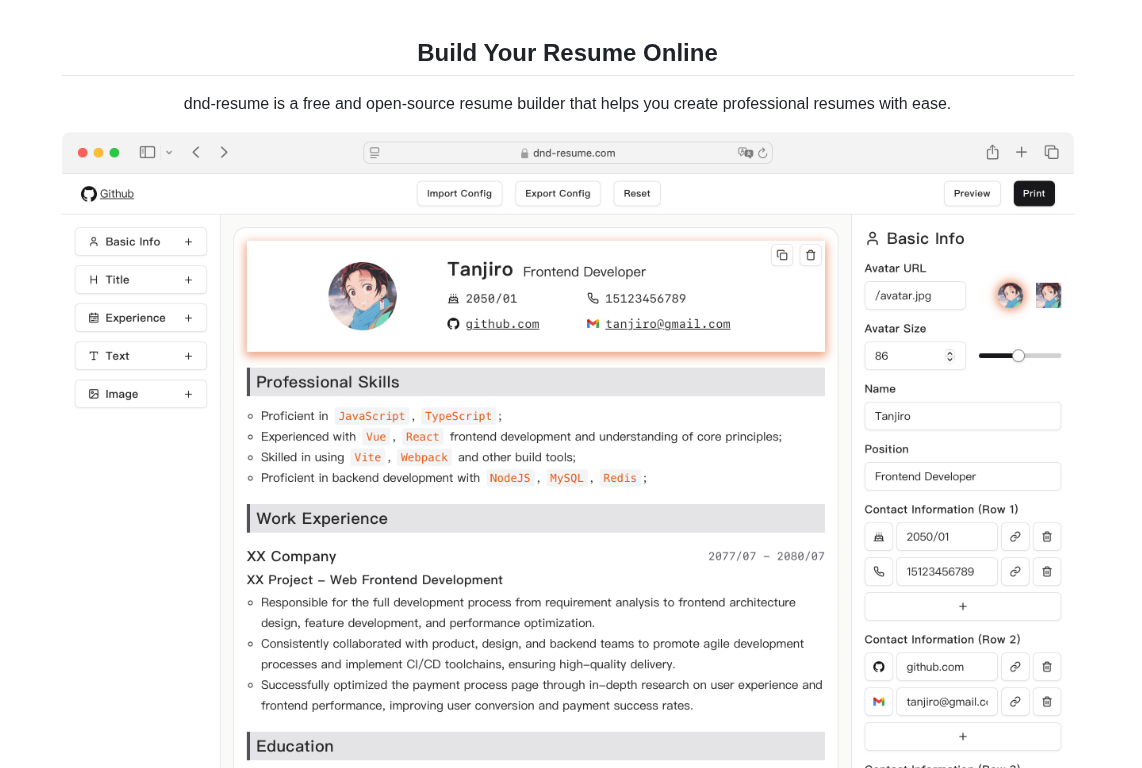 Build Your Resume Online
dnd-resume is a free and open-source resume builder that helps you create professional resumes with ease.
dnd-resume.com
Github
Import Config
Export Config
Reset
Preview
Print
Basic Info
Title
Experience
Text
Image
Tanjiro Frontend Developer
2050/01
15123456789
github.com
tanjiro@gmail.com
Professional Skills
Proficient in JavaScript , TypeScript ;
Experienced with Vue , React frontend development and understanding of core principles;
Skilled in using Vite , Webpack and other build tools;
Proficient in backend development with NodeJS , MySQL , Redis ;
Work Experience
XX Company
2077/07 - 2080/07
XX Project – Web Frontend Development
Responsible for the full development process from requirement analysis to frontend architecture
design, feature development, and performance optimization.
Consistently collaborated with product, design, and backend teams to promote agile development
processes and implement CI/CD toolchains, ensuring high-quality delivery.
Successfully optimized the payment process page through in-depth research on user experience and
frontend performance, improving user conversion and payment success rates.
Education
Basic Info
Avatar URL
/avatar.jpg
Avatar Size
86
Name
Tanjiro
Position
Frontend Developer
Contact Information (Row 1)
2050/01
15123456789
Contact Information (Row 2)
github.com
tanjiro@gmail.c